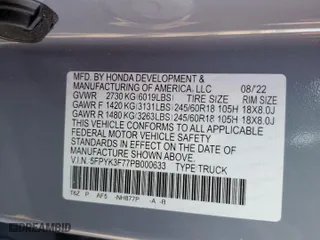 MFD. BY HONDA DEVELOPMENT &
MANUFACTURING OF AMERICA, LLC 08/'22
GVWR 2730 KG(6019LBS) TIRE SIZE RIM SIZE
GAWR F 1420 KG(3131LBS) 245/60R18 105H 18X8.0J
GAWR R 1480 KG(3263LBS) 245/60R18 105H 18X8.0J
THIS VEHICLE CONFORMS TO ALL APPLICABLE
FEDERAL MOTOR VEHICLE SAFETY
STANDARDS IN EFFECT ON THE DATE OF
MANUFACTURE SHOWN ABOVE.
V.I.N. 5FPYK3F77PB000633 TYPE TRUCK
T6Z P AF5 -NH877P -A -B